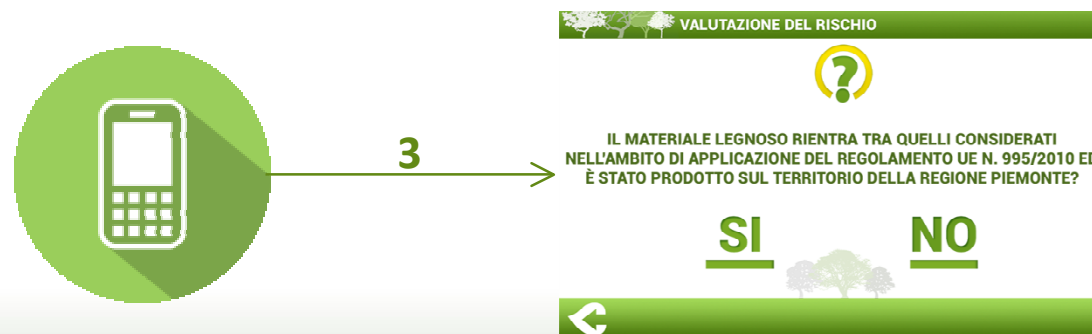 3
VALUTAZIONE DEL RISCHIO
?
IL MATERIALE LEGNOSO RIENTRA TRA QUELLI CONSIDERATI
NELL'AMBITO DI APPLICAZIONE DEL REGOLAMENTO UE N. 995/2010 ED
È STATO PRODOTTO SUL TERRITORIO DELLA REGIONE PIEMONTE?
SI NO